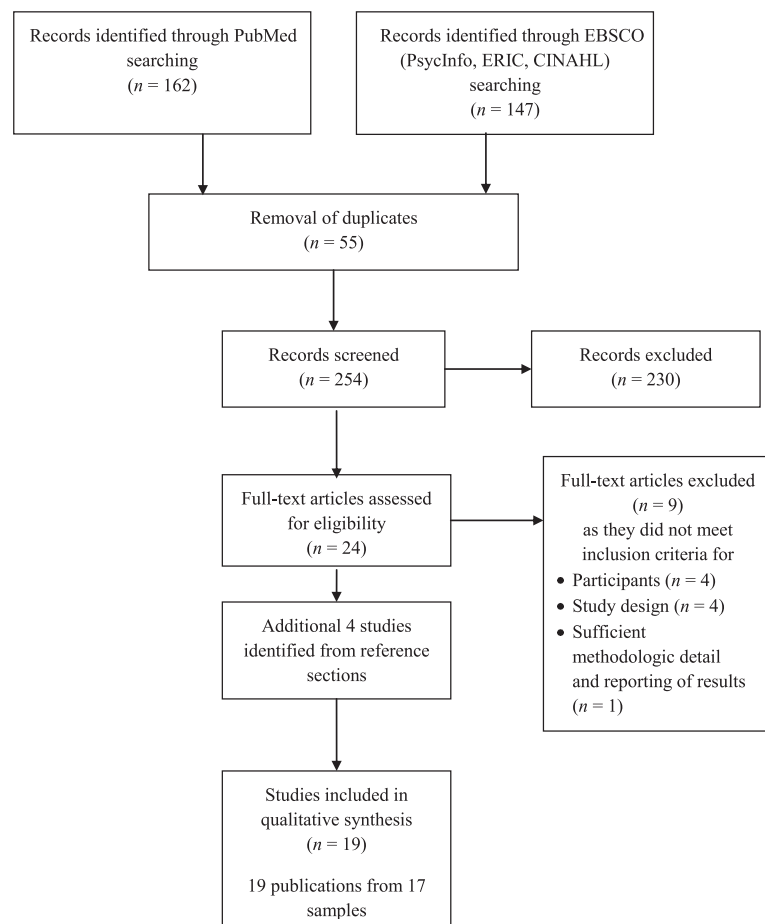 Records identified through PubMed
searching
(n = 162)
Records identified through EBSCO
(PsycInfo, ERIC, CINAHL)
searching
(n = 147)
Removal of duplicates
(n = 55)
Records screened
(n = 254)
Records excluded
(n = 230)
Full-text articles assessed
for eligibility
(n = 24)
Full-text articles excluded
(n = 9)
as they did not meet
inclusion criteria for
• Participants (n = 4)
• Study design (n = 4)
• Sufficient
methodologic detail
and reporting of results
(n = 1)
Additional 4 studies
identified from reference
sections
Studies included in
qualitative synthesis
(n = 19)
19 publications from 17
samples